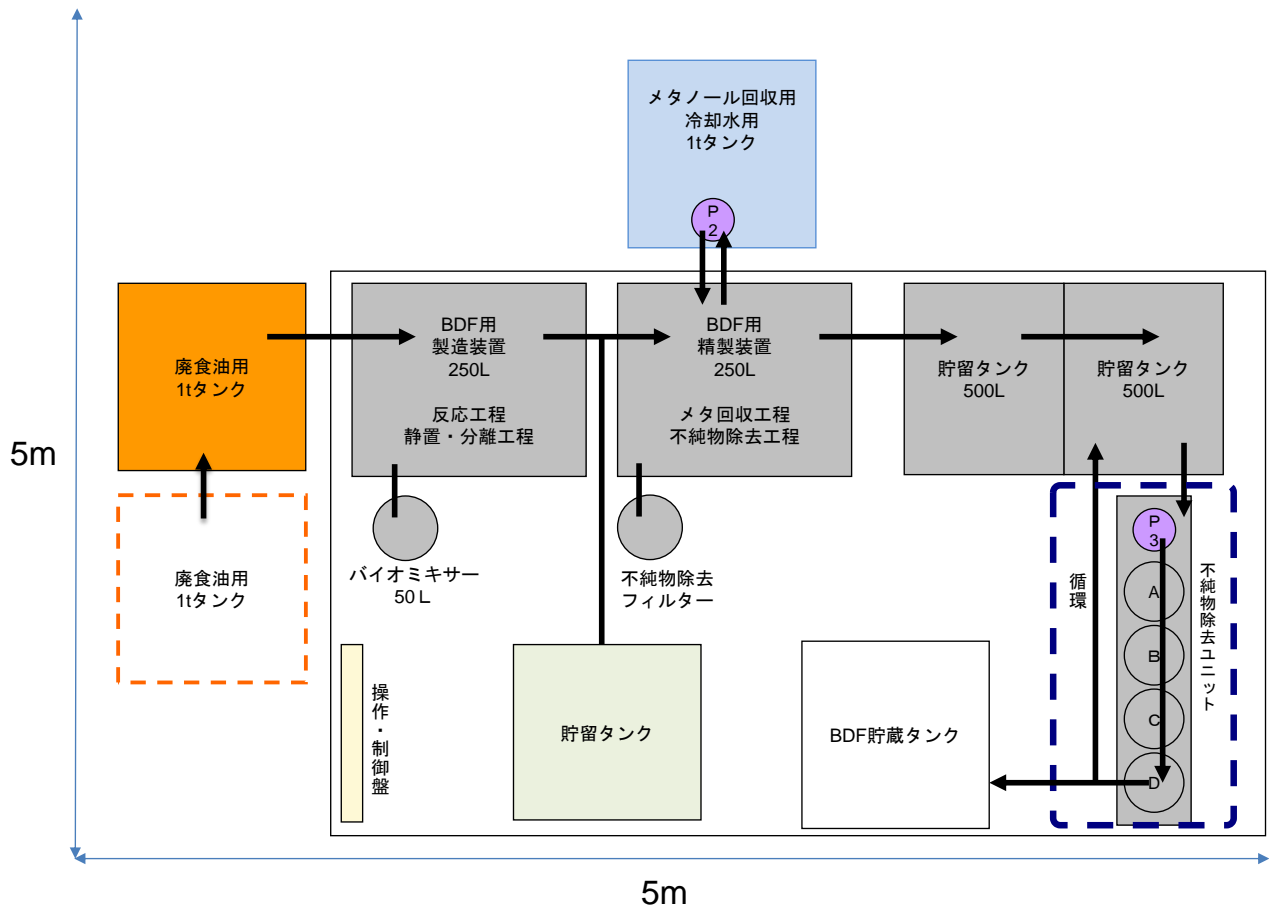 メタノール回収用
冷却水用
1tタンク
P
2
廃食油用
1tタンク
BDF用
製造装置
250L
反応工程
静置・分離工程
BDF用
精製装置
250L
メタ回収工程
不純物除去工程
貯留タンク
500L
貯留タンク
500L
5m
廃食油用
1tタンク
バイオミキサー
50L
不純物除去
フィルター
循環
P
3
A
B
C
D
不純物除去ユニット
操作・制御盤
貯留タンク
BDF貯蔵タンク
5m